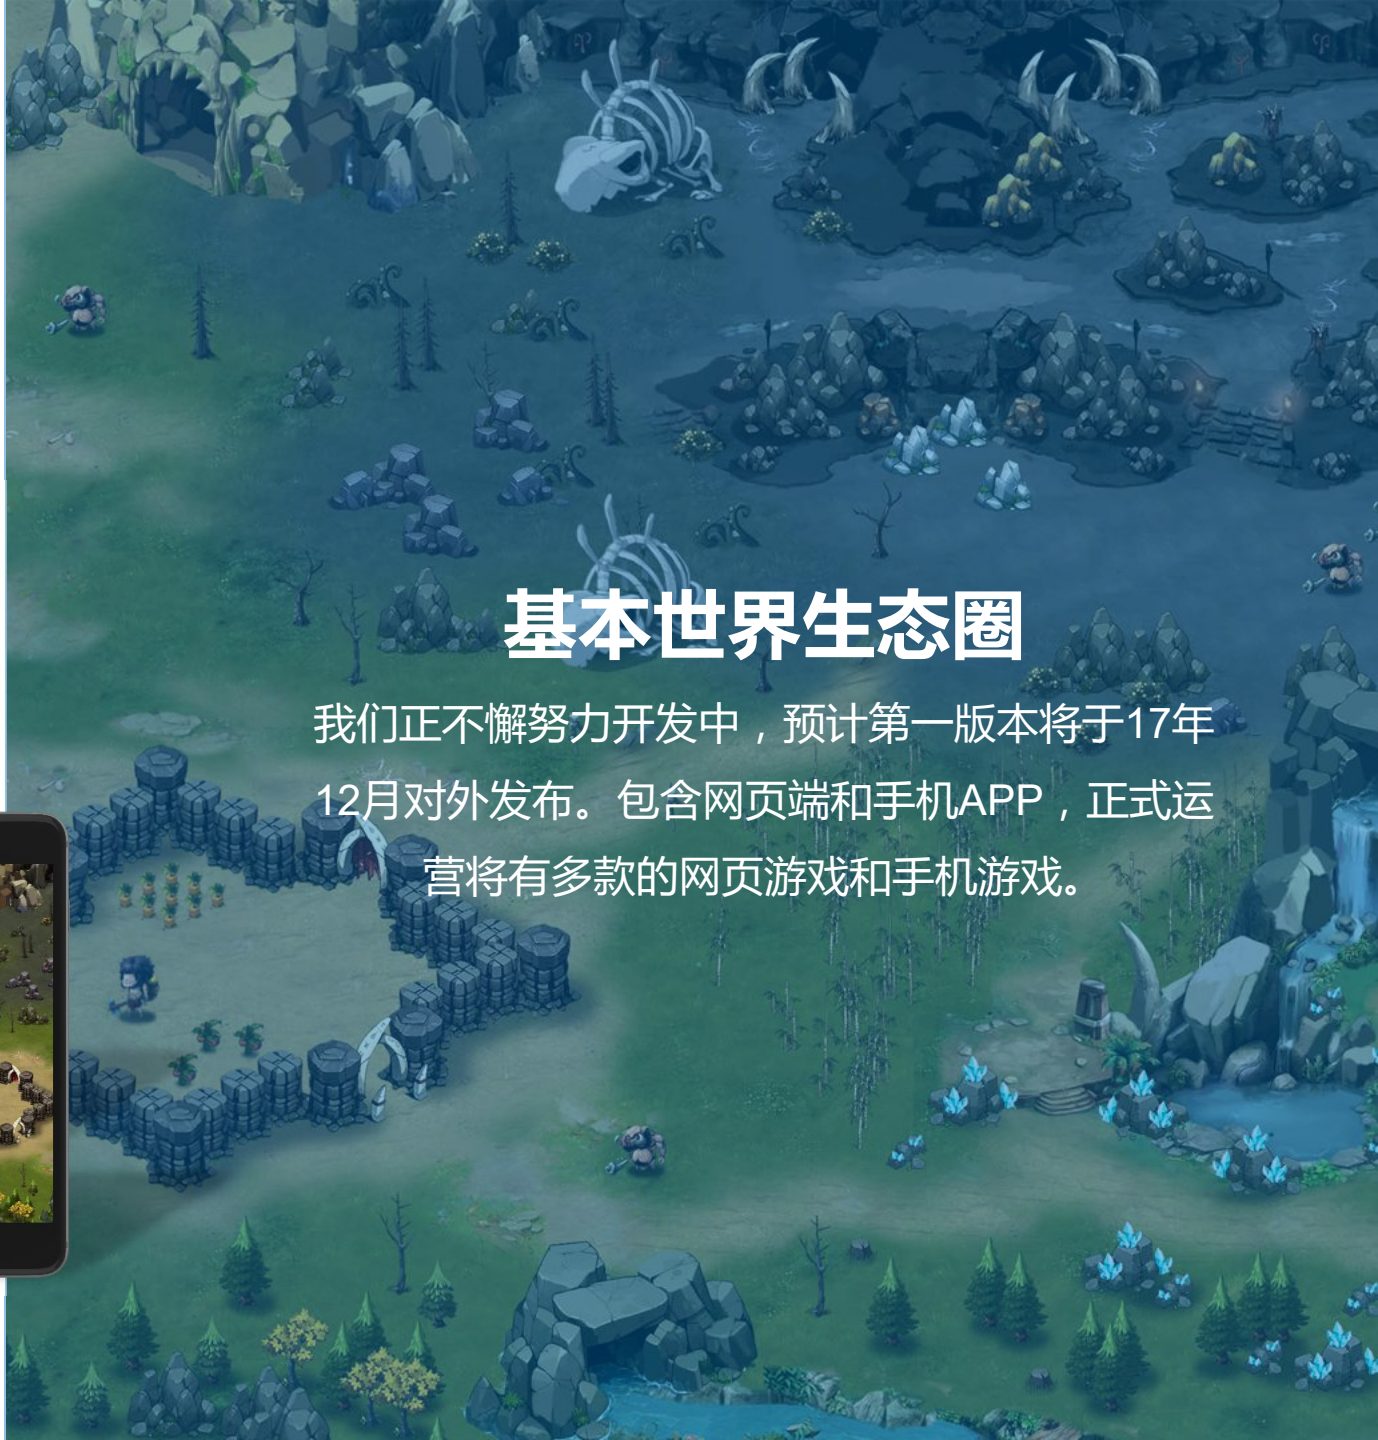 基本世界生态圈
我们正不懈努力开发中，预计第一版本将于17年
12月对外发布。包含网页端和手机APP，正式运
营将有多款的网页游戏和手机游戏。